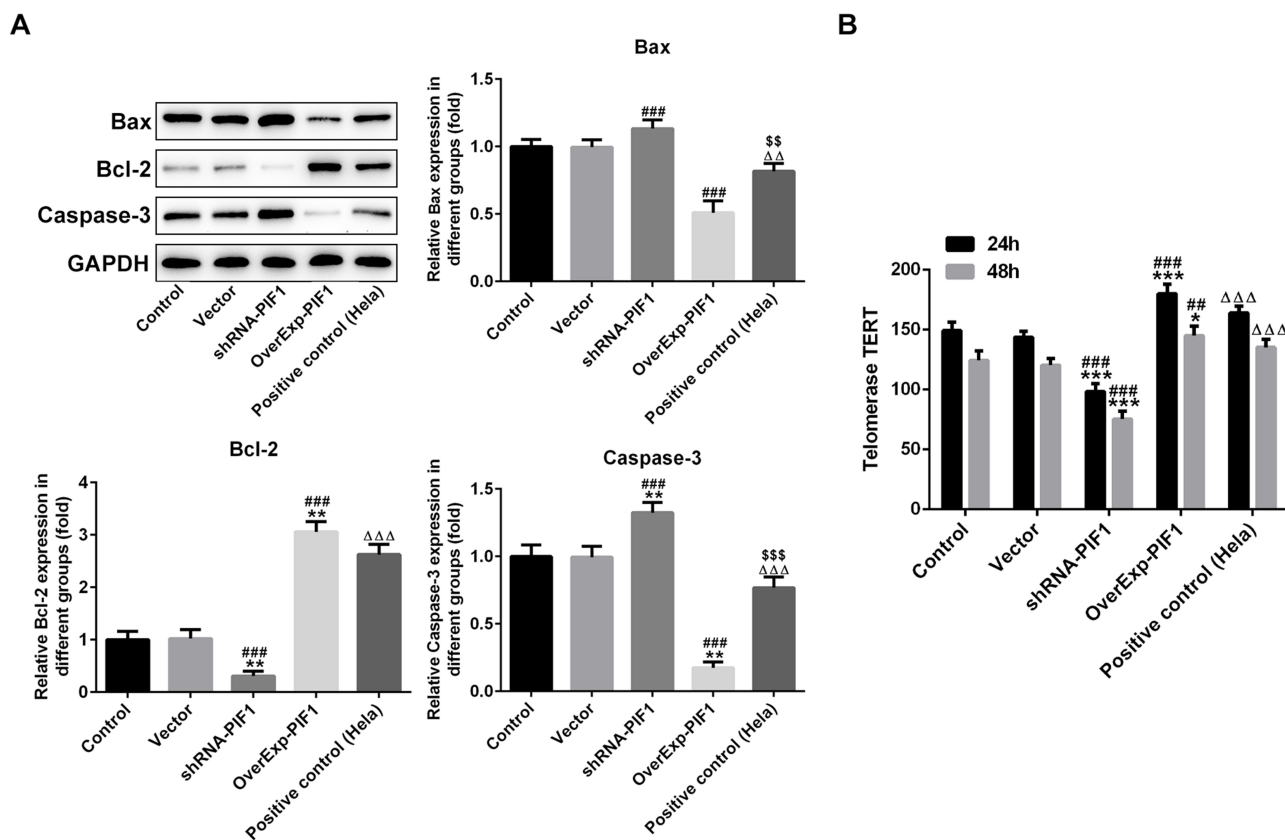 A
Bax
Bcl-2
Caspase-3
GAPDH
Control
Vector
shRNA-PIF1
OverExp-PIF1
Positive control (Hela)
Bax
Relative Bax expression in
different groups (fold)
1.5
1.0
0.5
0.0
###
###
$$
ΔΔ
Control
Vector
shRNA-PIF1
OverExp-PIF1
Positive control (Hela)
Bcl-2
Relative Bcl-2 expression in
different groups (fold)
4
3
2
1
0
###
**
###
**
ΔΔΔ
Control
Vector
shRNA-PIF1
OverExp-PIF1
Positive control (Hela)
Caspase-3
Relative Caspase-3 expression in
different groups (fold)
1.5
1.0
0.5
0.0
###
**
###
**
$$$
ΔΔΔ
Control
Vector
shRNA-PIF1
OverExp-PIF1
Positive control (Hela)
B
24h
48h
Telomerase TERT
200
150
100
50
0
###
***
###
***
###
***
##
*
ΔΔΔ
ΔΔΔ
Control
Vector
shRNA-PIF1
OverExp-PIF1
Positive control (Hela)